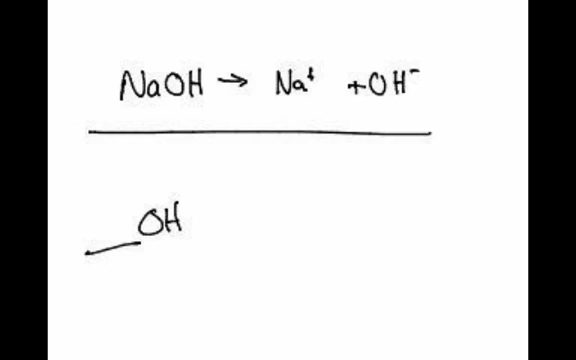 NaOH → Na⁺ + OH⁻
OH